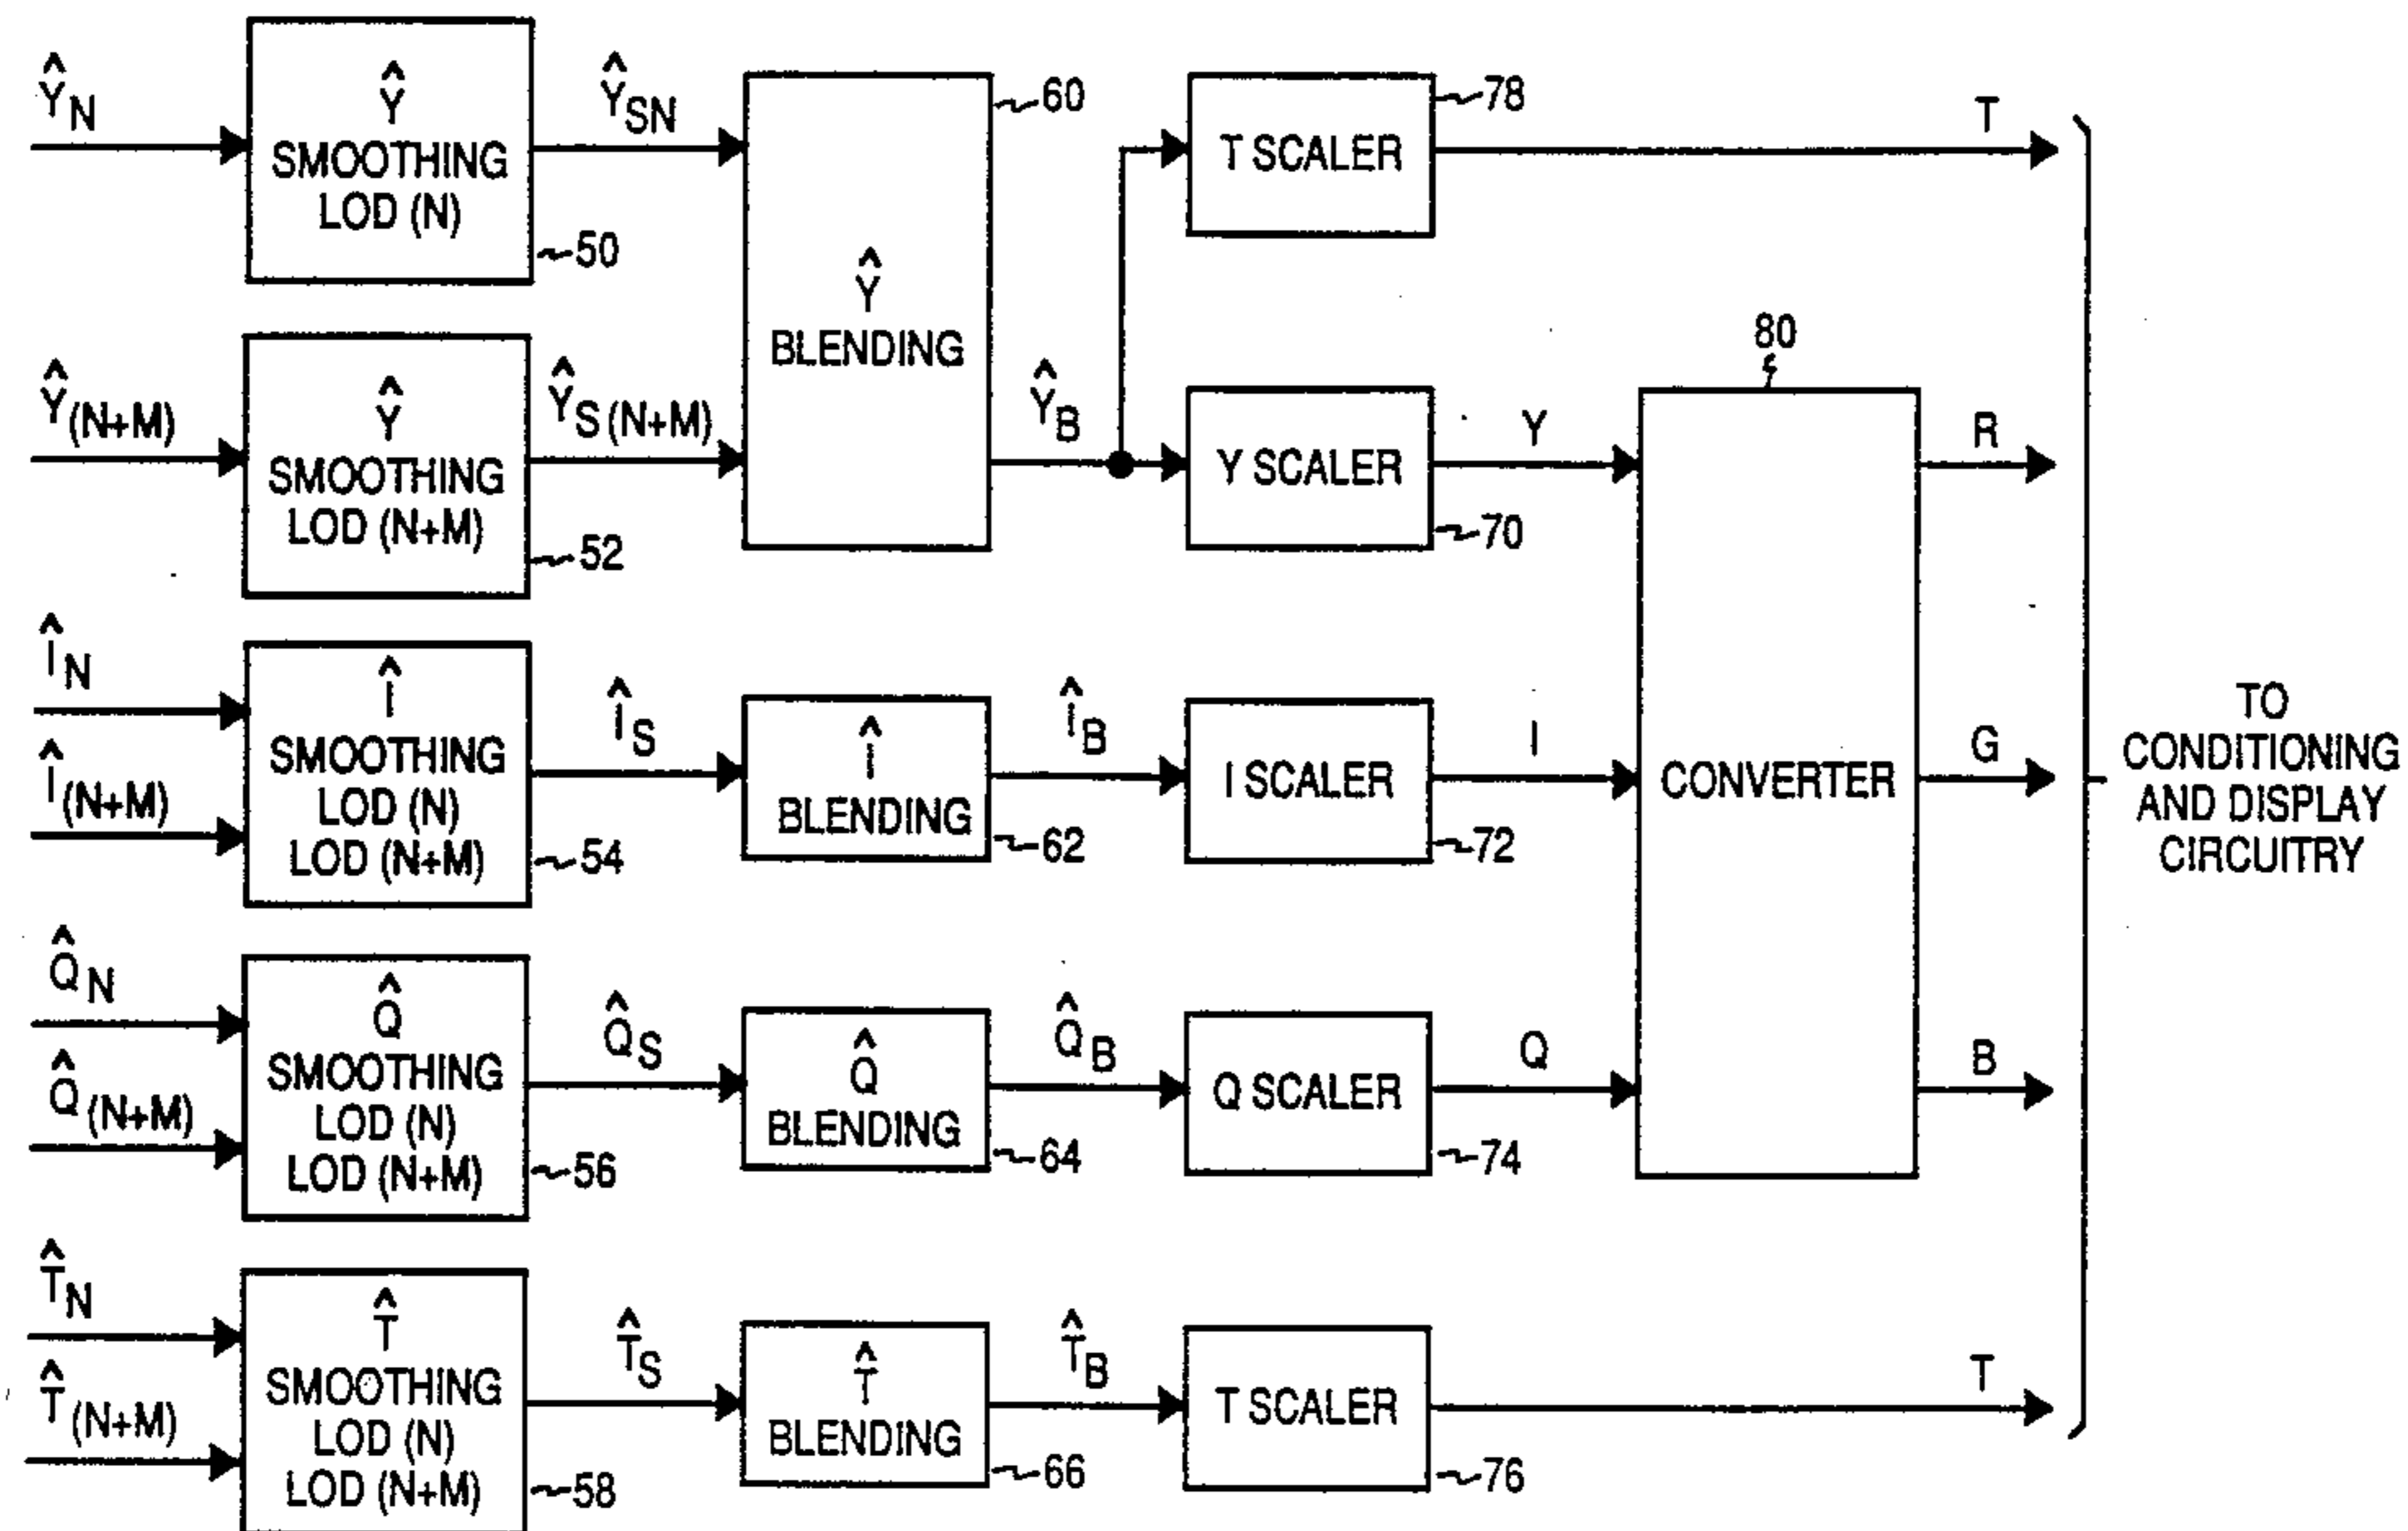 Ŷ_N
Ŷ
SMOOTHING
LOD (N)
50
Ŷ_SN
Ŷ
BLENDING
60
T SCALER
78
T
Ŷ_(N+M)
Ŷ
SMOOTHING
LOD (N+M)
52
Ŷ_S(N+M)
Ŷ_B
Y SCALER
70
Y
80
CONVERTER
R
G
B
Î_N
Î_(N+M)
Î
SMOOTHING
LOD (N)
LOD (N+M)
54
Î_S
Î
BLENDING
62
Î_B
I SCALER
72
I
TO
CONDITIONING
AND DISPLAY
CIRCUITRY
Q̂_N
Q̂_(N+M)
Q̂
SMOOTHING
LOD (N)
LOD (N+M)
56
Q̂_S
Q̂
BLENDING
64
Q̂_B
Q SCALER
74
Q
T̂_N
T̂_(N+M)
T̂
SMOOTHING
LOD (N)
LOD (N+M)
58
T̂_S
T̂
BLENDING
66
T̂_B
T SCALER
76
T